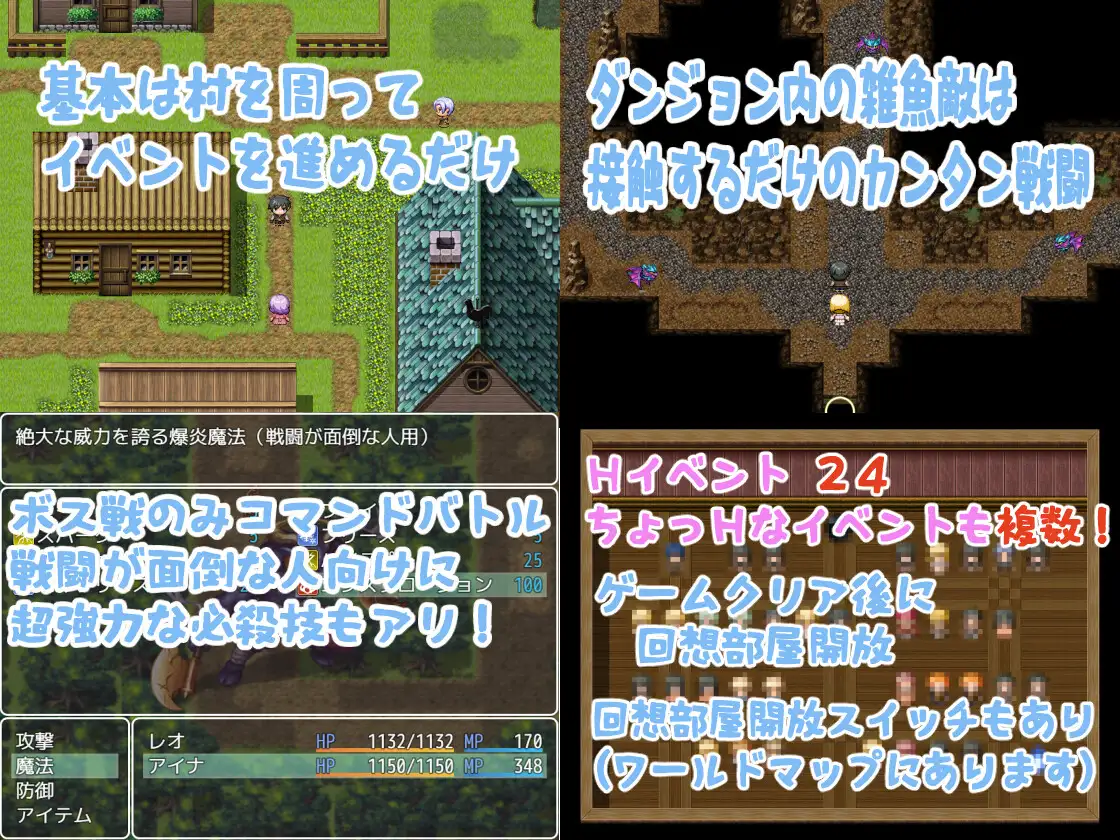 基本は村を周って
イベントを進めるだけ
ダンジョン内の雑魚敵は
接触するだけのカンタン戦闘
絶大な威力を誇る爆炎魔法（戦闘が面倒な人用）
ボス戦のみコマンドバトル
戦闘が面倒な人向けに
25
100
超強力な必殺技もアリ！
攻撃
魔法
防御
アイテム
レオ HP 1132/1132 MP 170
アイナ HP 1150/1150 MP 348
Hイベント 24
ちょっHなイベントも複数！
ゲームクリア後に
回想部屋開放
回想部屋開放スイッチもあり
（ワールドマップにあります）